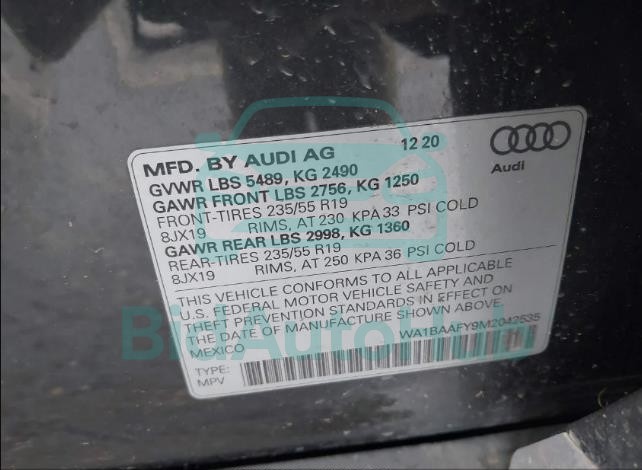 MFD. BY AUDI AG 12 20
Audi
GVWR LBS 5489, KG 2490
GAWR FRONT LBS 2756, KG 1250
FRONT-TIRES 235/55 R19
8JX19 RIMS, AT 230 KPA 33 PSI COLD
GAWR REAR LBS 2998, KG 1360
REAR-TIRES 235/55 R19
8JX19 RIMS, AT 250 KPA 36 PSI COLD
THIS VEHICLE CONFORMS TO ALL APPLICABLE
U.S. FEDERAL MOTOR VEHICLE SAFETY AND
THEFT PREVENTION STANDARDS IN EFFECT ON
THE DATE OF MANUFACTURE SHOWN ABOVE.
MEXICO WA1BAAFY9M2042535
TYPE:
MPV
Bid.AutoHub